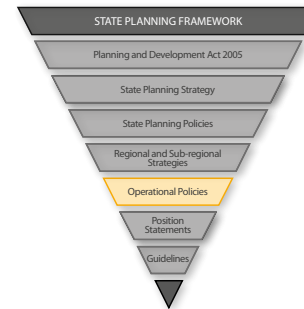 STATE PLANNING FRAMEWORK
Planning and Development Act 2005
State Planning Strategy
State Planning Policies
Regional and Sub-regional
Strategies
Operational Policies
Position
Statements
Guidelines